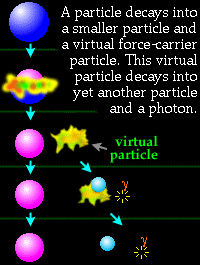 A particle decays into
a smaller particle and
a virtual force-carrier
particle. This virtual
particle decays into
yet another particle
and a photon.
virtual
particle
γ
γ